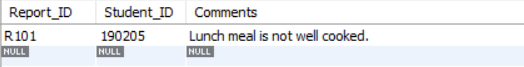 Report_ID Student_ID Comments
R101 190205 Lunch meal is not well cooked.
NULL NULL NULL